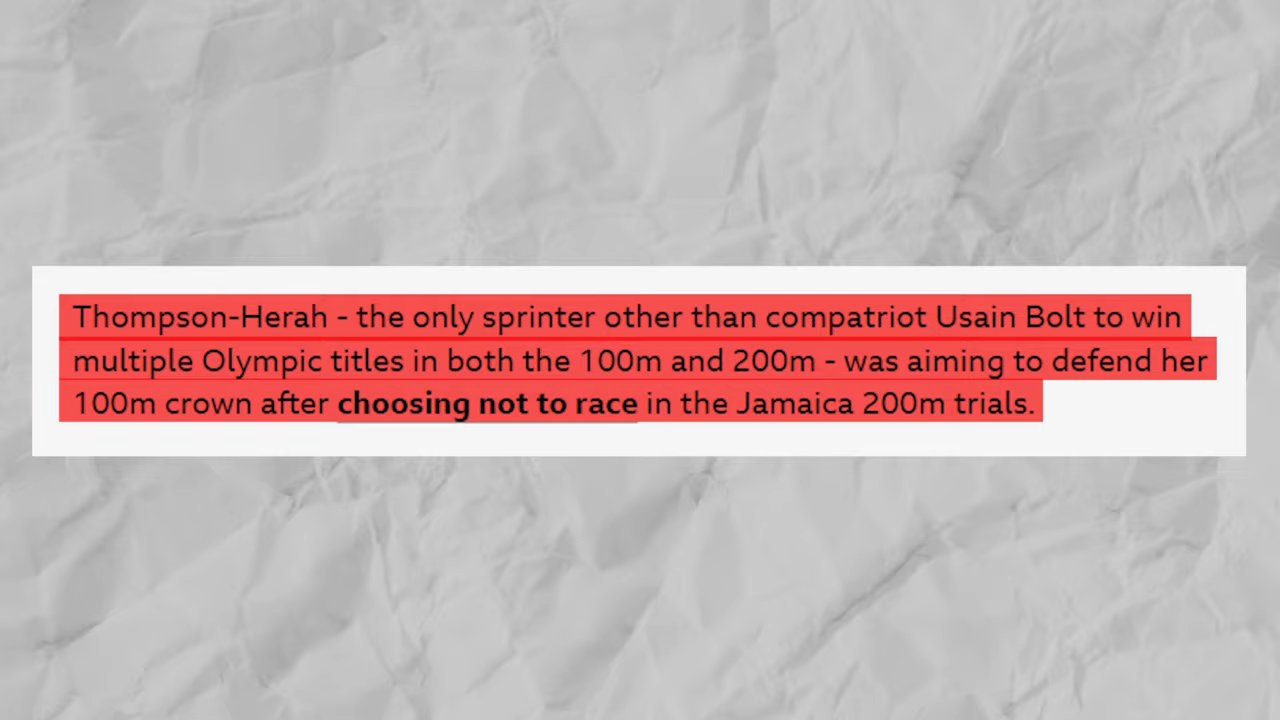 Thompson-Herah - the only sprinter other than compatriot Usain Bolt to win
multiple Olympic titles in both the 100m and 200m - was aiming to defend her
100m crown after choosing not to race in the Jamaica 200m trials.